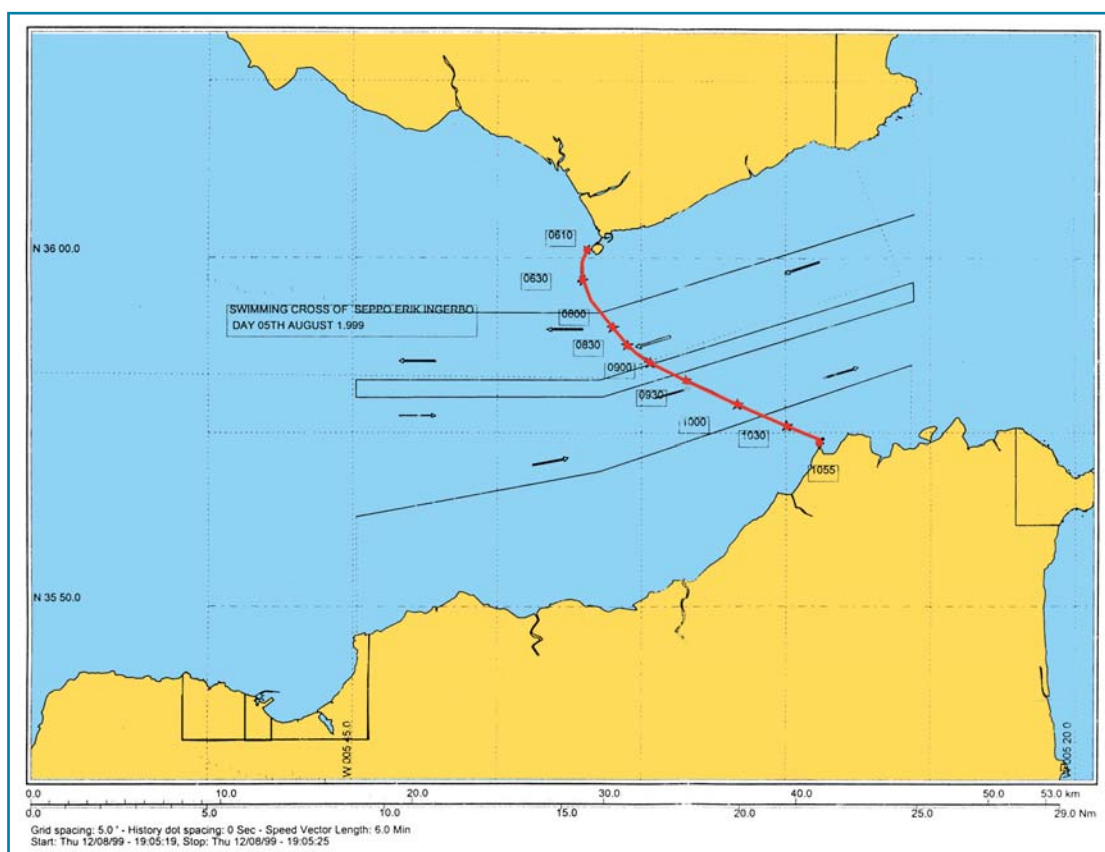 N 36 00.0
0610
0630
SWIMMING CROSS OF SEPPO ERIK INGERBO
DAY 05TH AUGUST 1.999
0800
0830
0900
0930
1000
1030
1055
N 35 50.0
W 005 45.0
W 005 20.0
0.0 10.0 20.0 30.0 40.0 50.0 53.0 km
0.0 5.0 10.0 15.0 20.0 25.0 29.0 Nm
Grid spacing: 5.0 ' - History dot spacing: 0 Sec - Speed Vector Length: 6.0 Min
Start: Thu 12/08/99 - 19:05:19, Stop: Thu 12/08/99 - 19:05:25